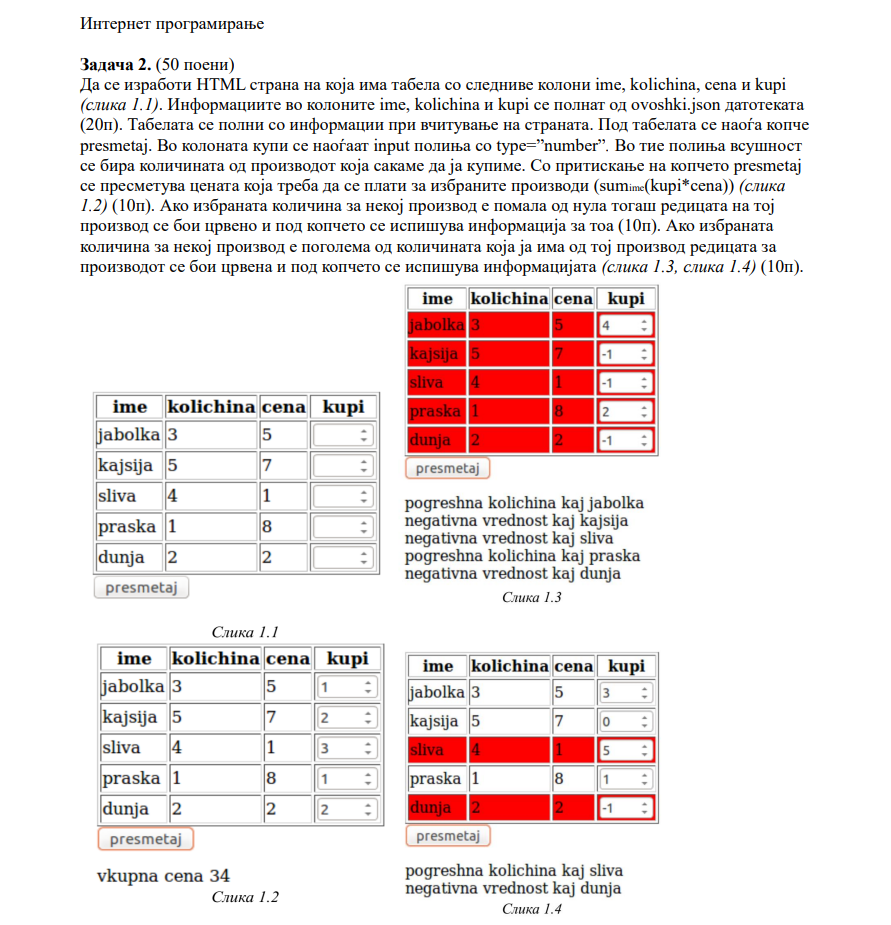 Интернет програмирање
Задача 2. (50 поени)
Да се изработи HTML страна на која има табела со следниве колони ime, kolichina, cena и kupi
(слика 1.1). Информациите во колоните ime, kolichina и kupi се полнат од ovoshki.json датотеката
(20п). Табелата се полни со информации при вчитување на страната. Под табелата се наоѓа копче
presmetaj. Во колоната купи се наоѓаат input полиња со type=”number”. Во тие полиња всушност
се бира количината од производот која сакаме да ја купиме. Со притискање на копчето presmetaj
се пресметува цената која треба да се плати за избраните производи (sumime(kupi*cena)) (слика
1.2) (10п). Ако избраната количина за некој производ е помала од нула тогаш редицата на тој
производ се бои црвено и под копчето се испишува информација за тоа (10п). Ако избраната
количина за некој производ е поголема од количината која ја има од тој производ редицата за
производот се бои црвена и под копчето се испишува информацијата (слика 1.3, слика 1.4) (10п).
ime kolichina cena kupi
jabolka 3 5
kajsija 5 7
sliva 4 1
praska 1 8
dunja 2 2
presmetaj
Слика 1.1
ime kolichina cena kupi
jabolka 3 5 4
kajsija 5 7 -1
sliva 4 1 -1
praska 1 8 2
dunja 2 2 -1
presmetaj
pogreshna kolichina kaj jabolka
negativna vrednost kaj kajsija
negativna vrednost kaj sliva
pogreshna kolichina kaj praska
negativna vrednost kaj dunja
Слика 1.3
ime kolichina cena kupi
jabolka 3 5 1
kajsija 5 7 2
sliva 4 1 3
praska 1 8 1
dunja 2 2 2
presmetaj
vkupna cena 34
Слика 1.2
ime kolichina cena kupi
jabolka 3 5 3
kajsija 5 7 0
sliva 4 1 5
praska 1 8 1
dunja 2 2 -1
presmetaj
pogreshna kolichina kaj sliva
negativna vrednost kaj dunja
Слика 1.4